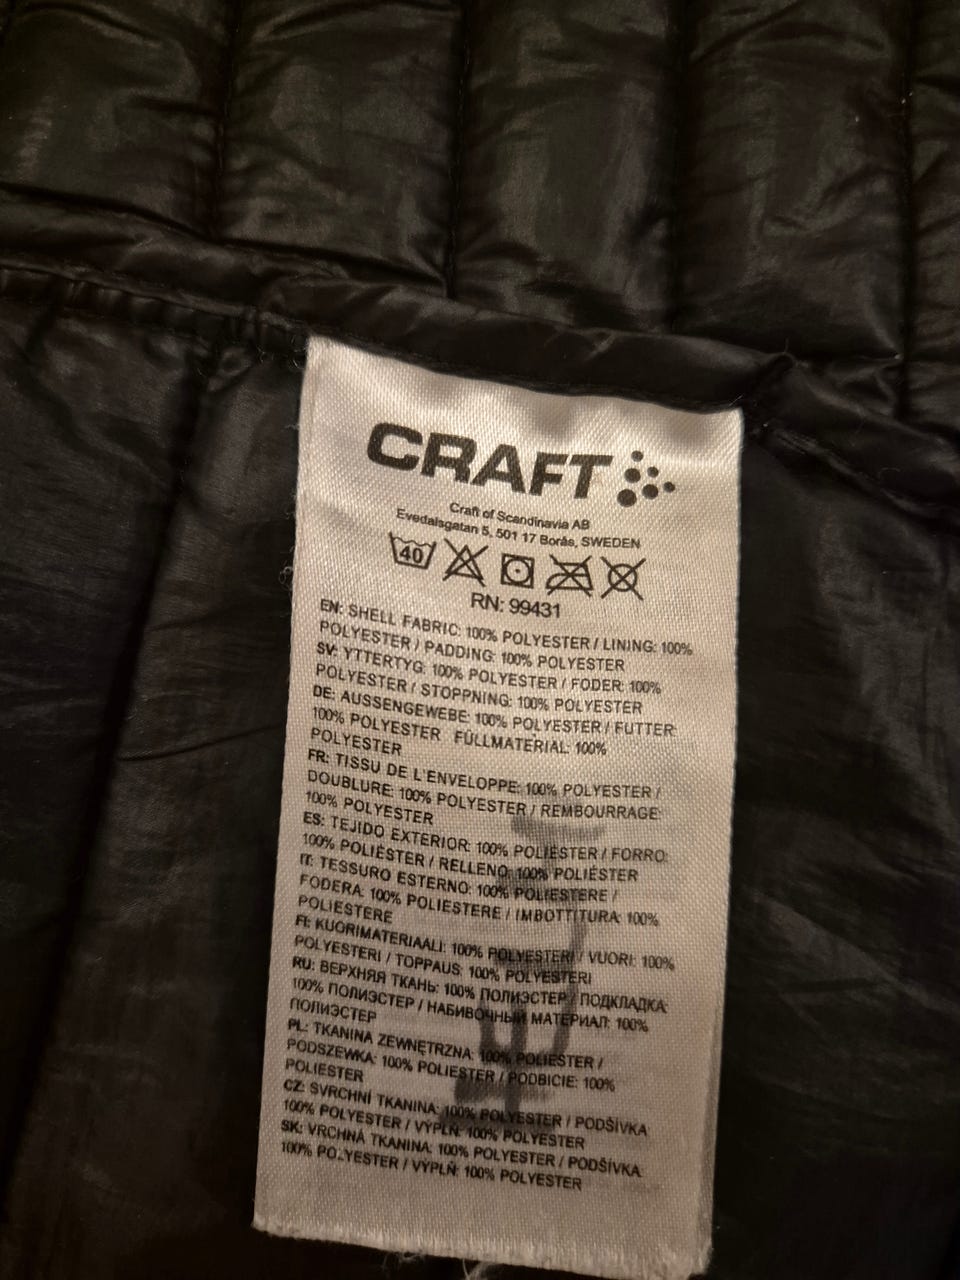 CRAFT
Craft of Scandinavia AB
Evedalsgatan 5, 501 17 Borås, SWEDEN
40
RN: 99431
EN: SHELL FABRIC: 100% POLYESTER / LINING: 100%
POLYESTER / PADDING: 100% POLYESTER
SV: YTTERTYG: 100% POLYESTER / FODER: 100%
POLYESTER / STOPPNING: 100% POLYESTER
DE: AUSSENGEWEBE: 100% POLYESTER / FUTTER:
100% POLYESTER FÜLLMATERIAL: 100%
POLYESTER
FR: TISSU DE L'ENVELOPPE: 100% POLYESTER /
DOUBLURE: 100% POLYESTER / REMBOURRAGE:
100% POLYESTER
ES: TEJIDO EXTERIOR: 100% POLIÉSTER / FORRO:
100% POLIÉSTER / RELLENO: 100% POLIÉSTER
IT: TESSURO ESTERNO: 100% POLIESTERE /
FODERA: 100% POLIESTERE / IMBOTTITURA: 100%
POLIESTERE
FI: KUORIMATERIAALI: 100% POLYESTERI / VUORI: 100%
POLYESTERI / TOPPAUS: 100% POLYESTERI
RU: ВЕРХНЯЯ ТКАНЬ: 100% ПОЛИЭСТЕР / ПОДКЛАДКА:
100% ПОЛИЭСТЕР / НАБИВОЧНЫЙ МАТЕРИАЛ: 100%
ПОЛИЭСТЕР
PL: TKANINA ZEWNĘTRZNA: 100% POLIESTER /
PODSZEWKA: 100% POLIESTER / PODBICIE: 100%
POLIESTER
CZ: SVRCHNÍ TKANINA: 100% POLYESTER / PODŠÍVKA:
100% POLYESTER / VÝPLŇ: 100% POLYESTER
SK: VRCHNÁ TKANINA: 100% POLYESTER / PODŠÍVKA:
100% POLYESTER / VÝPLŇ: 100% POLYESTER